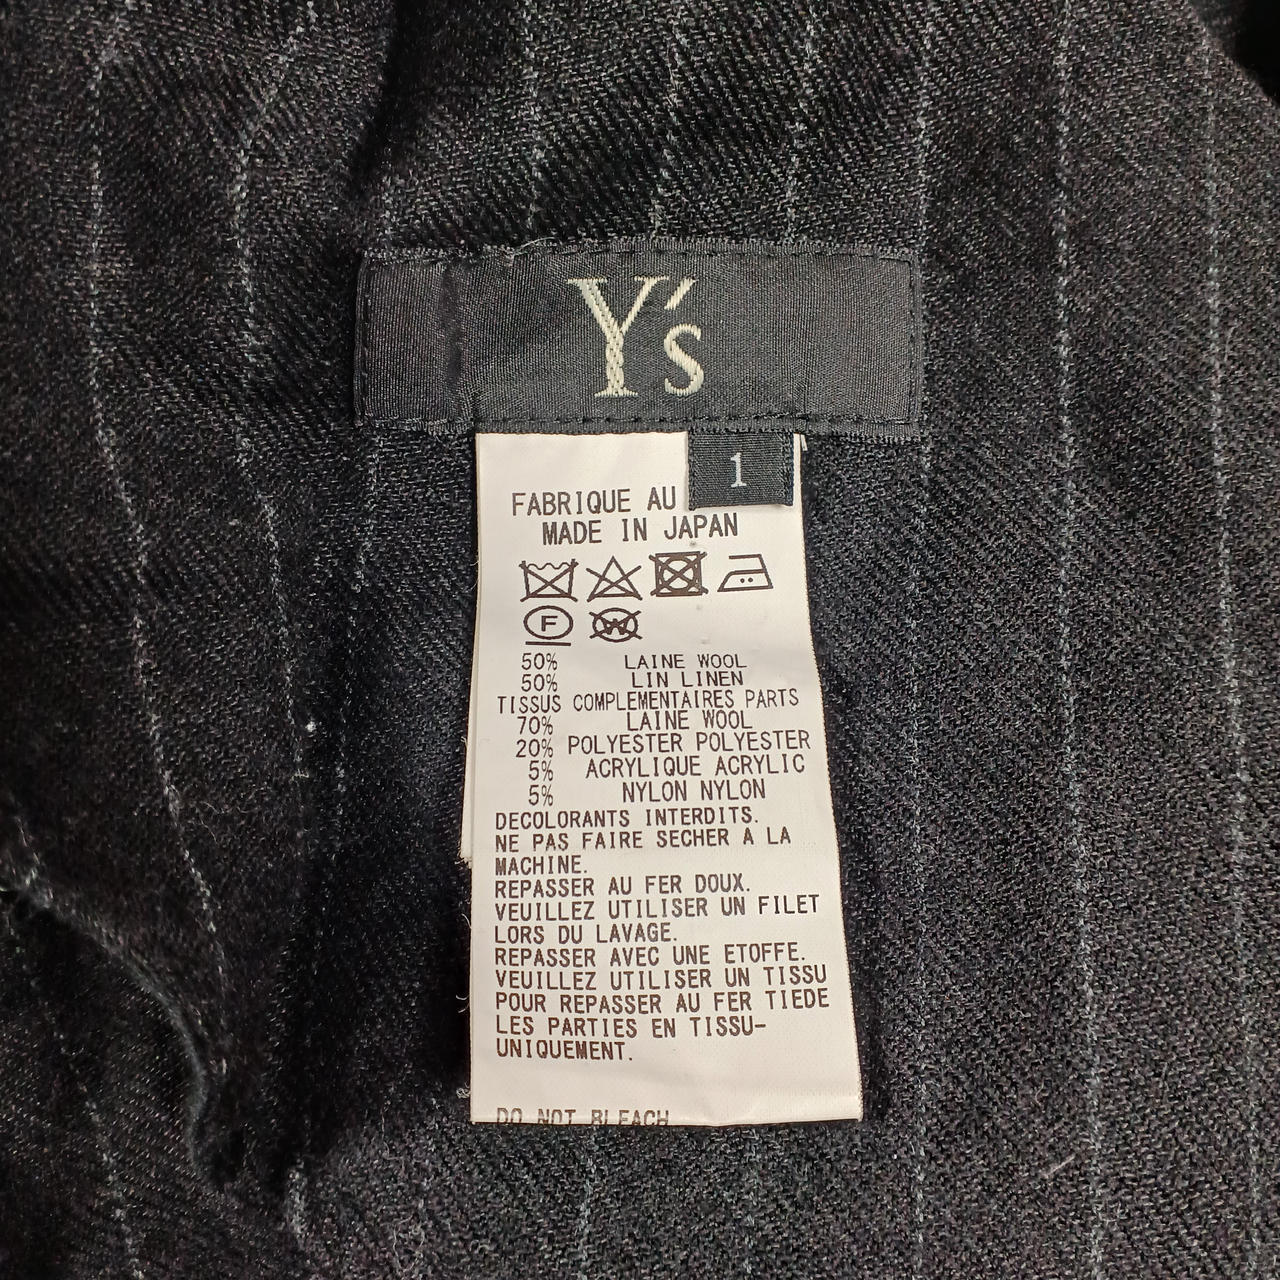 Y's
1
FABRIQUE AU
MADE IN JAPAN
F
W
50% LAINE WOOL
50% LIN LINEN
TISSUS COMPLEMENTAIRES PARTS
70% LAINE WOOL
20% POLYESTER POLYESTER
5% ACRYLIQUE ACRYLIC
5% NYLON NYLON
DECOLORANTS INTERDITS.
NE PAS FAIRE SECHER A LA
MACHINE.
REPASSER AU FER DOUX.
VEUILLEZ UTILISER UN FILET
LORS DU LAVAGE.
REPASSER AVEC UNE ETOFFE.
VEUILLEZ UTILISER UN TISSU
POUR REPASSER AU FER TIEDE
LES PARTIES EN TISSU-
UNIQUEMENT.
DO NOT BLEACH